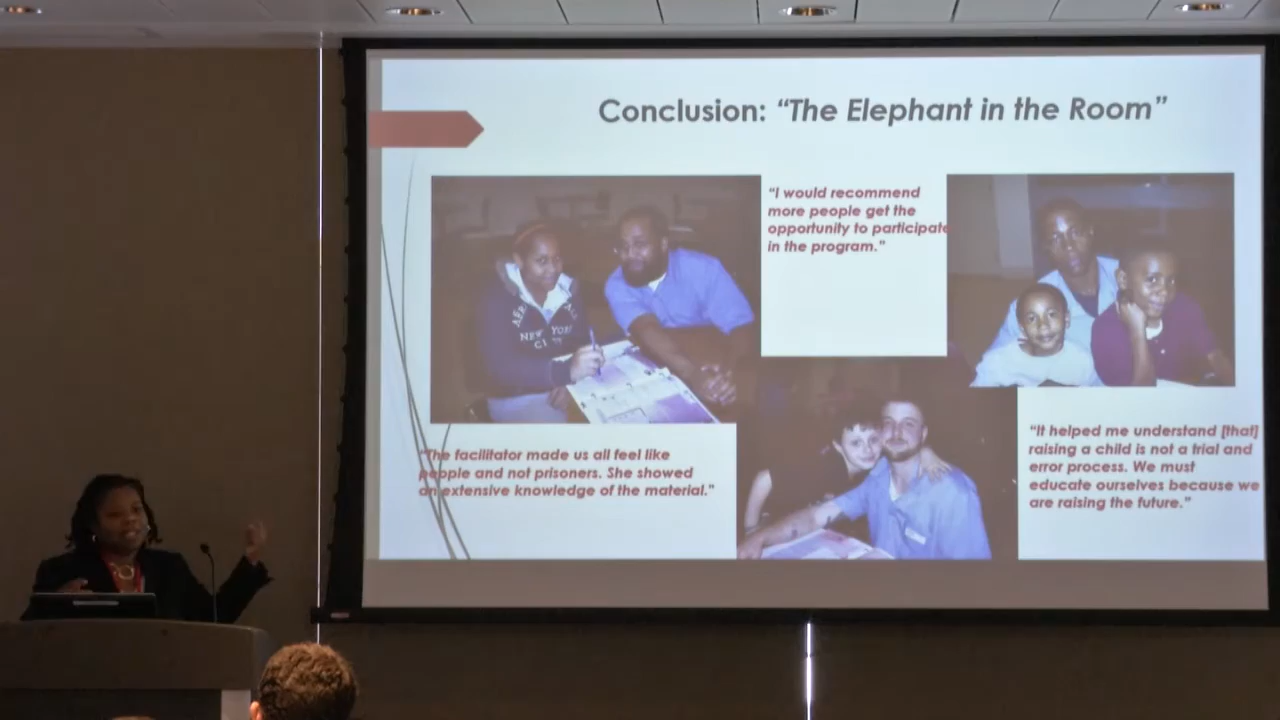 Conclusion: “The Elephant in the Room”
“I would recommend
more people get the
opportunity to participate
in the program.”
NEW YORK
“The facilitator made us all feel like
people and not prisoners. She showed
an extensive knowledge of the material.”
“It helped me understand [that]
raising a child is not a trial and
error process. We must
educate ourselves because we
are raising the future.”